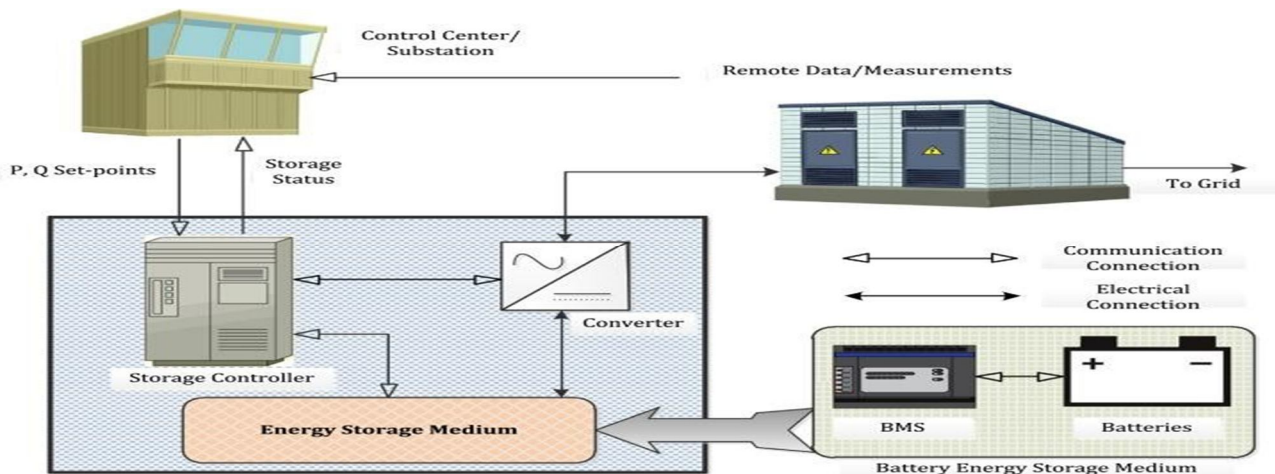 Control Center/
Substation
Remote Data/Measurements
P, Q Set-points
Storage
Status
To Grid
Communication
Connection
Electrical
Connection
Converter
Storage Controller
+ −
Energy Storage Medium
BMS
Batteries
Battery Energy Storage Medium